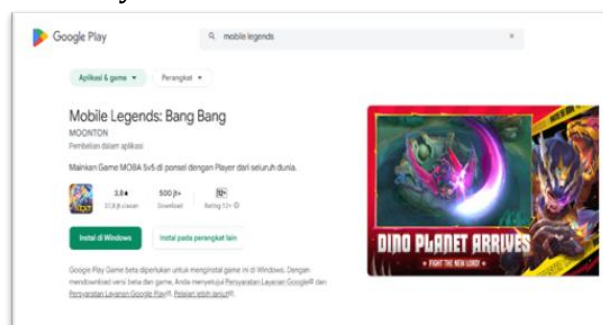 Google Play
mobile legends
×
Aplikasi & game
Perangkat
Mobile Legends: Bang Bang
MOONTON
Pembelian dalam aplikasi
Mainkan Game MOBA 5v5 di ponsel dengan Player dari seluruh dunia.
3,8★ 500 jt+ 12+
jt ulasan Download Rating 12+
Instal di Windows
Instal pada perangkat lain
DINO PLANET ARRIVES
FIGHT THE NEW LORD!
Google Play Game beta diperlukan untuk menginstal game ini di Windows. Dengan
mendownload versi beta dan game, Anda menyetujui Persyaratan Layanan Google dan
Persyaratan Layanan Google Play. Pelajari lebih lanjut.